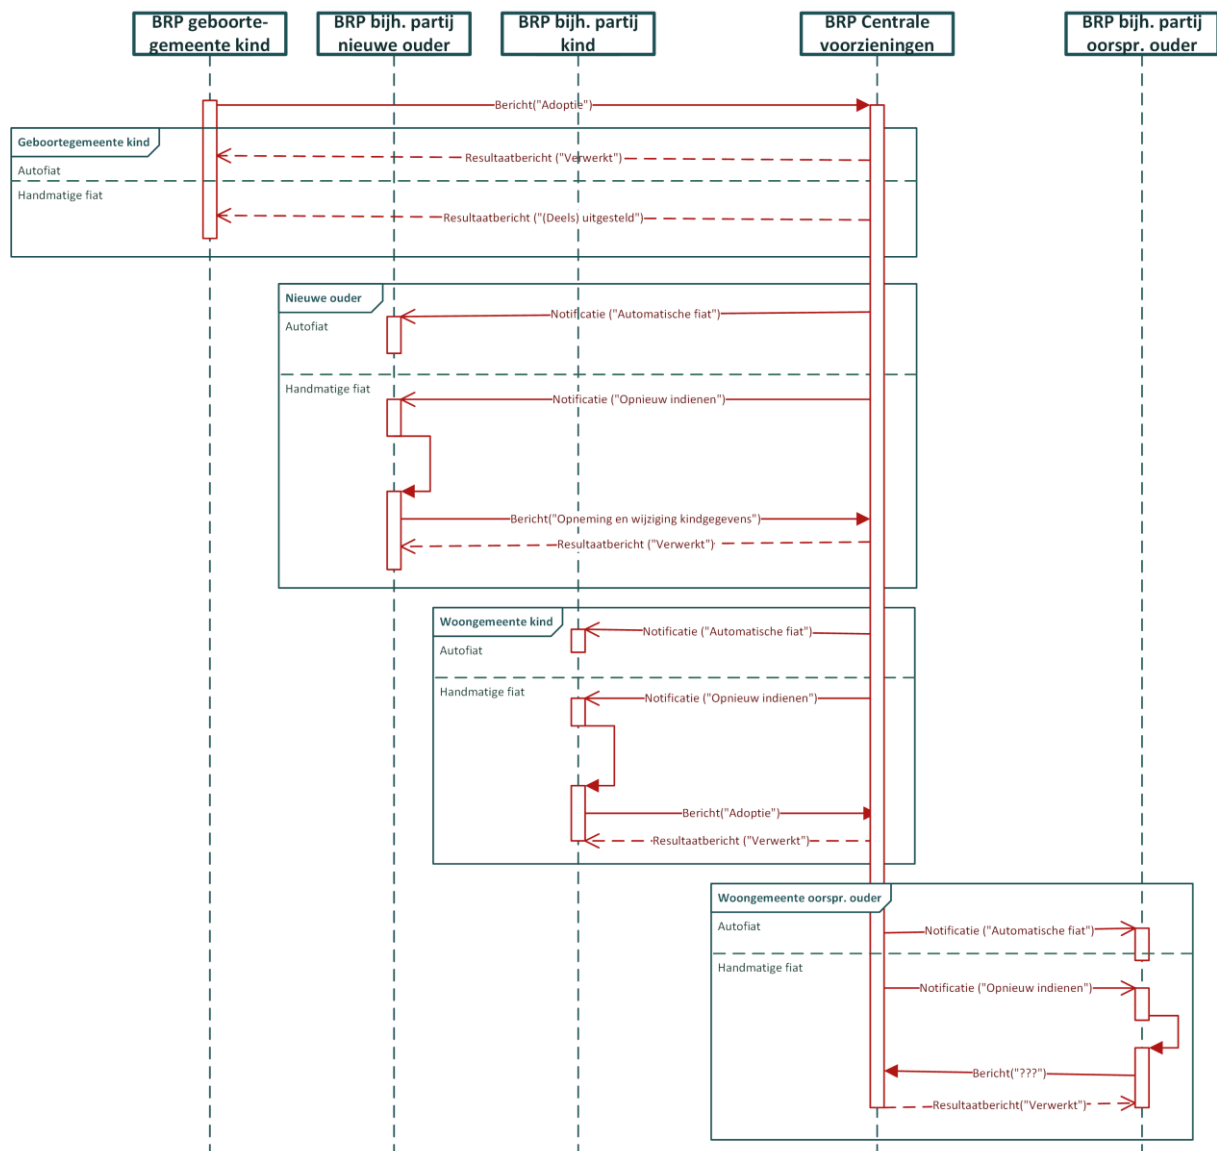 BRP geboorte-
gemeente kind
BRP bijh. partij
nieuwe ouder
BRP bijh. partij
kind
BRP Centrale
voorzieningen
BRP bijh. partij
oorspr. ouder
Bericht("Adoptie")
Geboortegemeente kind
Resultaatbericht ("Verwerkt")
Autofiat
Handmatige fiat
Resultaatbericht ("(Deels) uitgesteld")
Nieuwe ouder
Notificatie ("Automatische fiat")
Autofiat
Handmatige fiat
Notificatie ("Opnieuw indienen")
Bericht("Opneming en wijziging kindgegevens")
Resultaatbericht ("Verwerkt")
Woongemeente kind
Notificatie ("Automatische fiat")
Autofiat
Handmatige fiat
Notificatie ("Opnieuw indienen")
Bericht("Adoptie")
Resultaatbericht ("Verwerkt")
Woongemeente oorspr. ouder
Autofiat
Notificatie ("Automatische fiat")
Handmatige fiat
Notificatie ("Opnieuw indienen")
Bericht("???")
Resultaatbericht("Verwerkt")